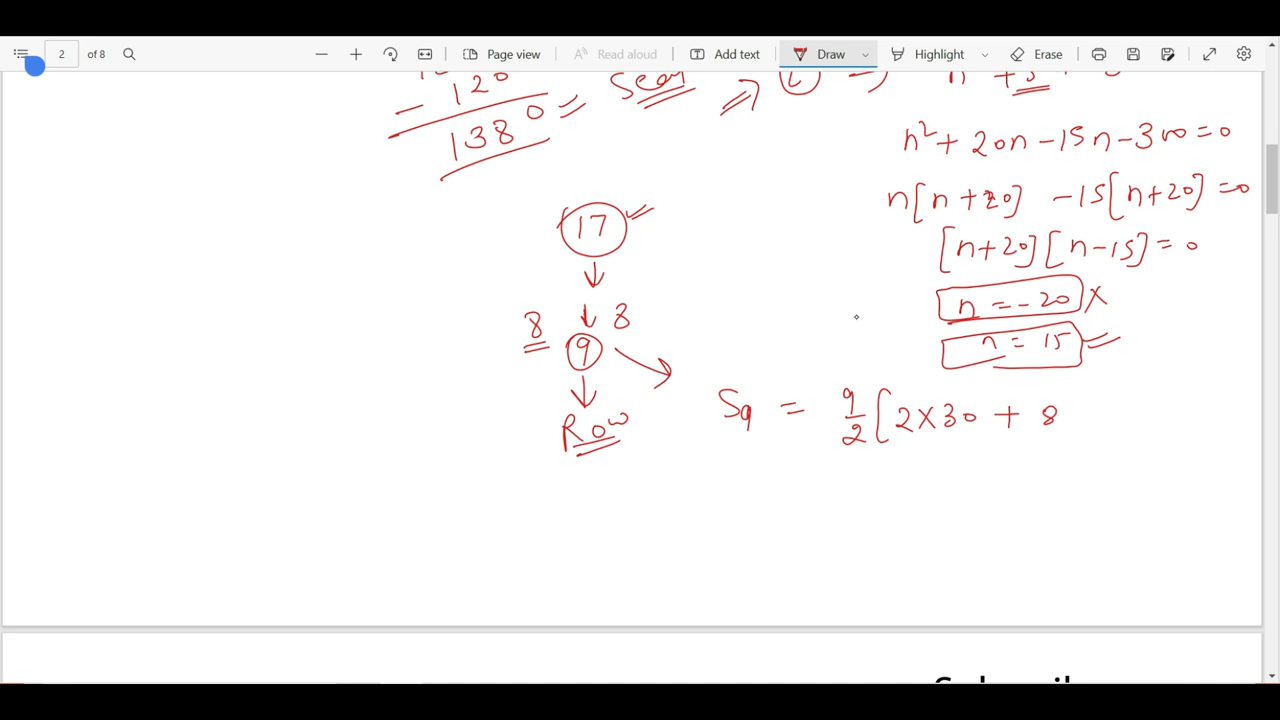 2 of 8 Page view Read aloud Add text Draw Highlight Erase
- 120 = Seat
1380
n² + 20n - 15n - 300 = 0
n[n + 20] - 15[n + 20] = 0
[n + 20][n - 15] = 0
n = -20 X
n = 15
17
8 8
9
Row
S9 = 9/2 [2 X 30 + 8